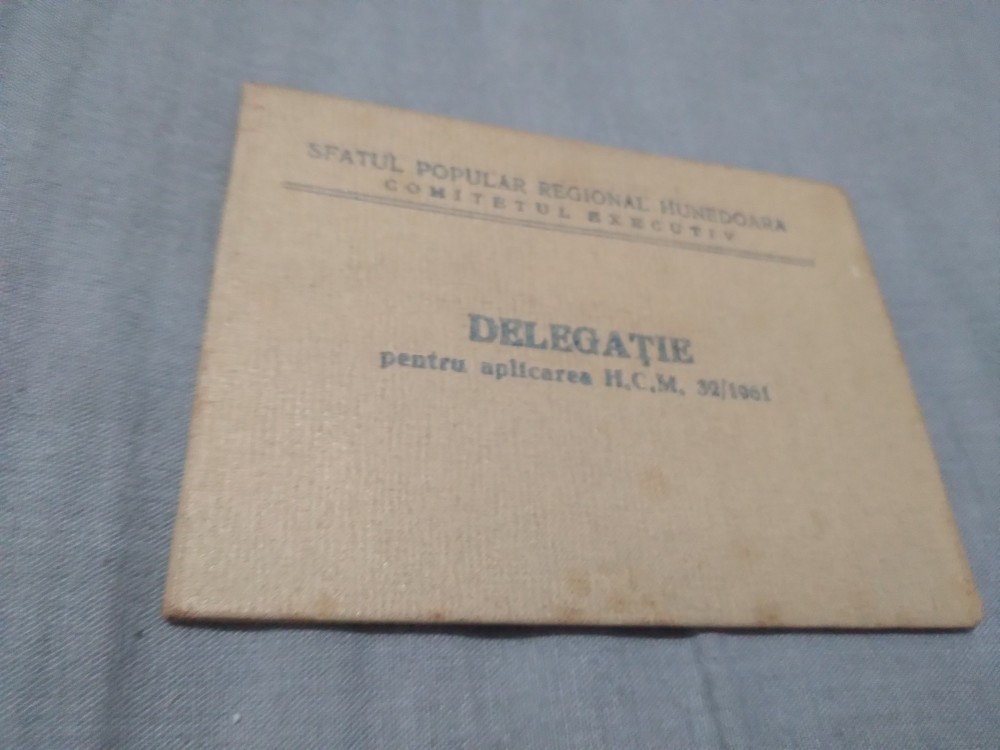 SFATUL POPULAR REGIONAL HUNEDOARA
COMITETUL EXECUTIV
DELEGAȚIE
pentru aplicarea H.C.M. 32/1961